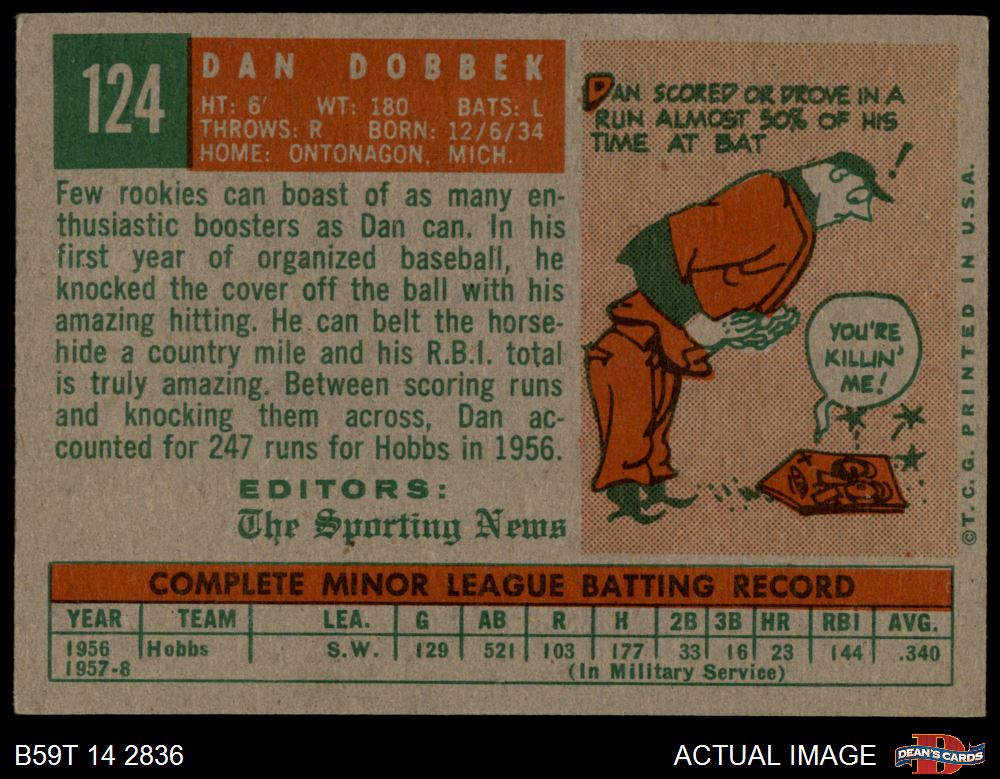 124
DAN DOBBEK
HT: 6' WT: 180 BATS: L
THROWS: R BORN: 12/6/34
HOME: ONTONAGON, MICH.
Few rookies can boast of as many en-
thusiastic boosters as Dan can. In his
first year of organized baseball, he
knocked the cover off the ball with his
amazing hitting. He can belt the horse-
hide a country mile and his R.B.I. total
is truly amazing. Between scoring runs
and knocking them across, Dan ac-
counted for 247 runs for Hobbs in 1956.
EDITORS:
The Sporting News
DAN SCORED OR DROVE IN A
RUN ALMOST 50% OF HIS
TIME AT BAT
!
YOU'RE
KILLIN'
ME!
©T.C.G. PRINTED IN U.S.A.
COMPLETE MINOR LEAGUE BATTING RECORD
YEAR TEAM LEA. G AB R H 2B 3B HR RBI AVG.
1956 Hobbs S.W. 129 521 103 177 33 16 23 144 .340
1957-8 (In Military Service)
B59T 14 2836
ACTUAL IMAGE
DEAN'S CARDS